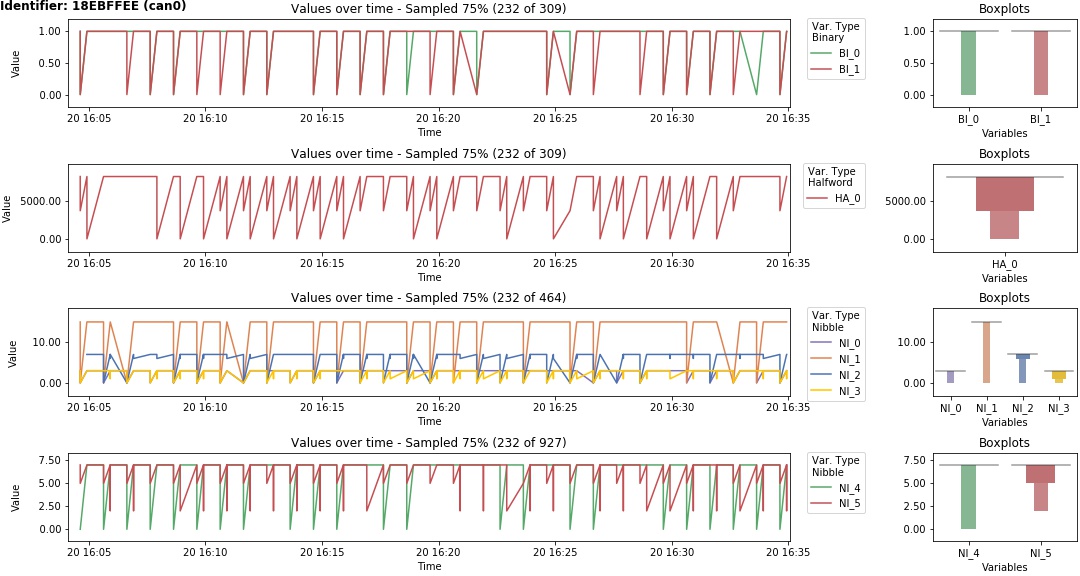 Identifier: 18EBFFEE (can0)
Values over time - Sampled 75% (232 of 309)
Boxplots
Value
1.00
0.50
0.00
20 16:05
20 16:10
20 16:15
20 16:20
20 16:25
20 16:30
20 16:35
Time
Var. Type
Binary
BI_0
BI_1
1.00
0.50
0.00
BI_0
BI_1
Variables
Values over time - Sampled 75% (232 of 309)
Boxplots
Value
5000.00
0.00
20 16:05
20 16:10
20 16:15
20 16:20
20 16:25
20 16:30
20 16:35
Time
Var. Type
Halfword
HA_0
5000.00
0.00
HA_0
Variables
Values over time - Sampled 75% (232 of 464)
Boxplots
Value
10.00
0.00
20 16:05
20 16:10
20 16:15
20 16:20
20 16:25
20 16:30
20 16:35
Time
Var. Type
Nibble
NI_0
NI_1
NI_2
NI_3
10.00
0.00
NI_0
NI_1
NI_2
NI_3
Variables
Values over time - Sampled 75% (232 of 927)
Boxplots
Value
7.50
5.00
2.50
0.00
20 16:05
20 16:10
20 16:15
20 16:20
20 16:25
20 16:30
20 16:35
Time
Var. Type
Nibble
NI_4
NI_5
7.50
5.00
2.50
0.00
NI_4
NI_5
Variables